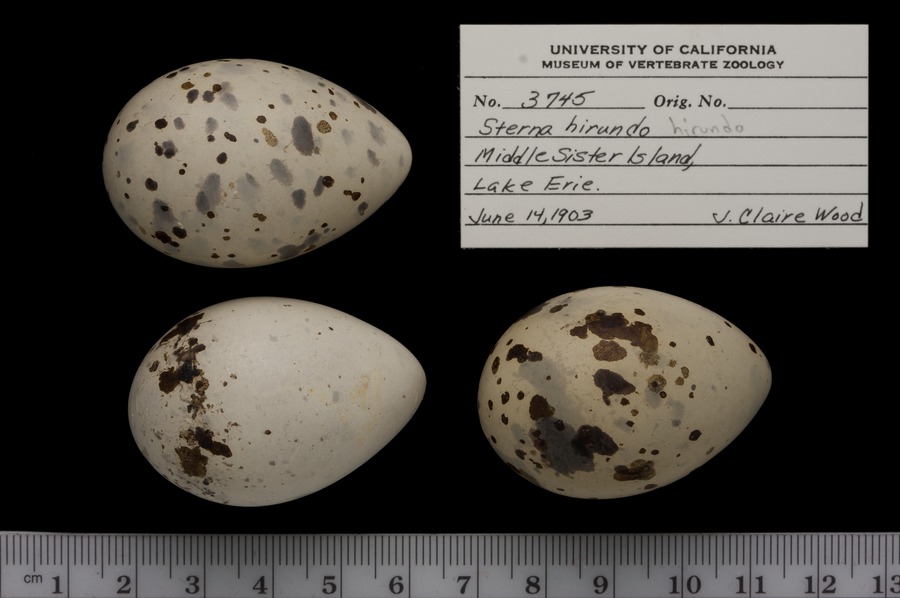 UNIVERSITY OF CALIFORNIA
MUSEUM OF VERTEBRATE ZOOLOGY
No. 3745 Orig. No.
Sterna hirundo hirundo
Middle Sister Island,
Lake Erie.
June 14, 1903 J. Claire Wood
cm 1 2 3 4 5 6 7 8 9 10 11 12 13